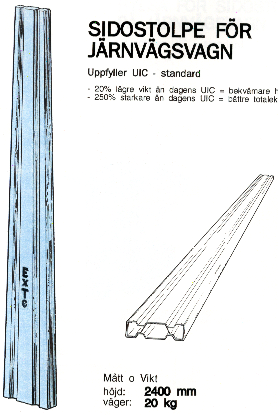 SIDOSTOLPE FÖR
JÄRNVÄGSVAGN
Uppfyller UIC - standard
- 20% lägre vikt än dagens UIC = bekvämare
- 250% starkare än dagens UIC = bättre totalek
EXTE
Mått o Vikt
höjd: 2400 mm
väger: 20 kg